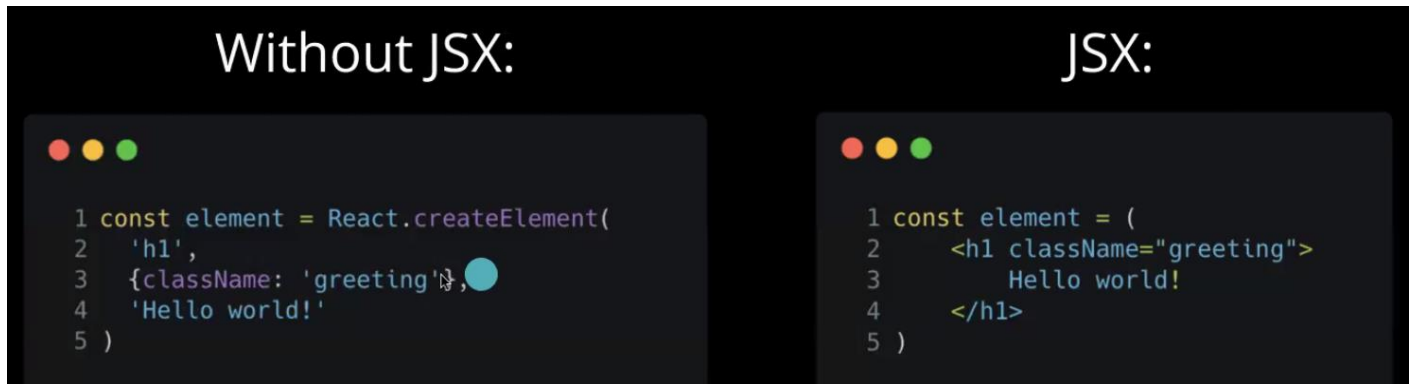 Without JSX:
1 const element = React.createElement(
2 'h1',
3 {className: 'greeting'},
4 'Hello world!'
5 )
JSX:
1 const element = (
2 <h1 className="greeting">
3 Hello world!
4 </h1>
5 )